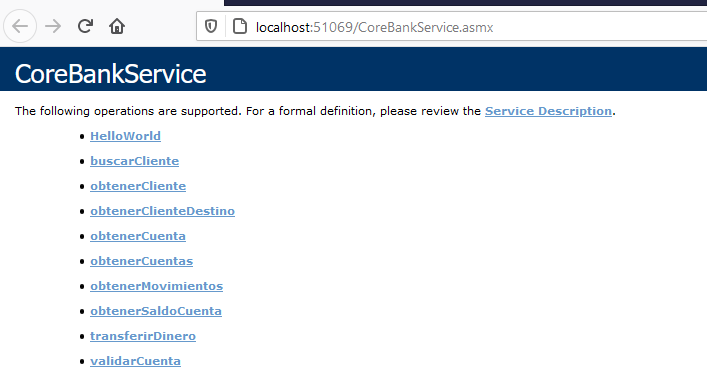 localhost:51069/CoreBankService.asmx
CoreBankService
The following operations are supported. For a formal definition, please review the Service Description.
HelloWorld
buscarCliente
obtenerCliente
obtenerClienteDestino
obtenerCuenta
obtenerCuentas
obtenerMovimientos
obtenerSaldoCuenta
transferirDinero
validarCuenta